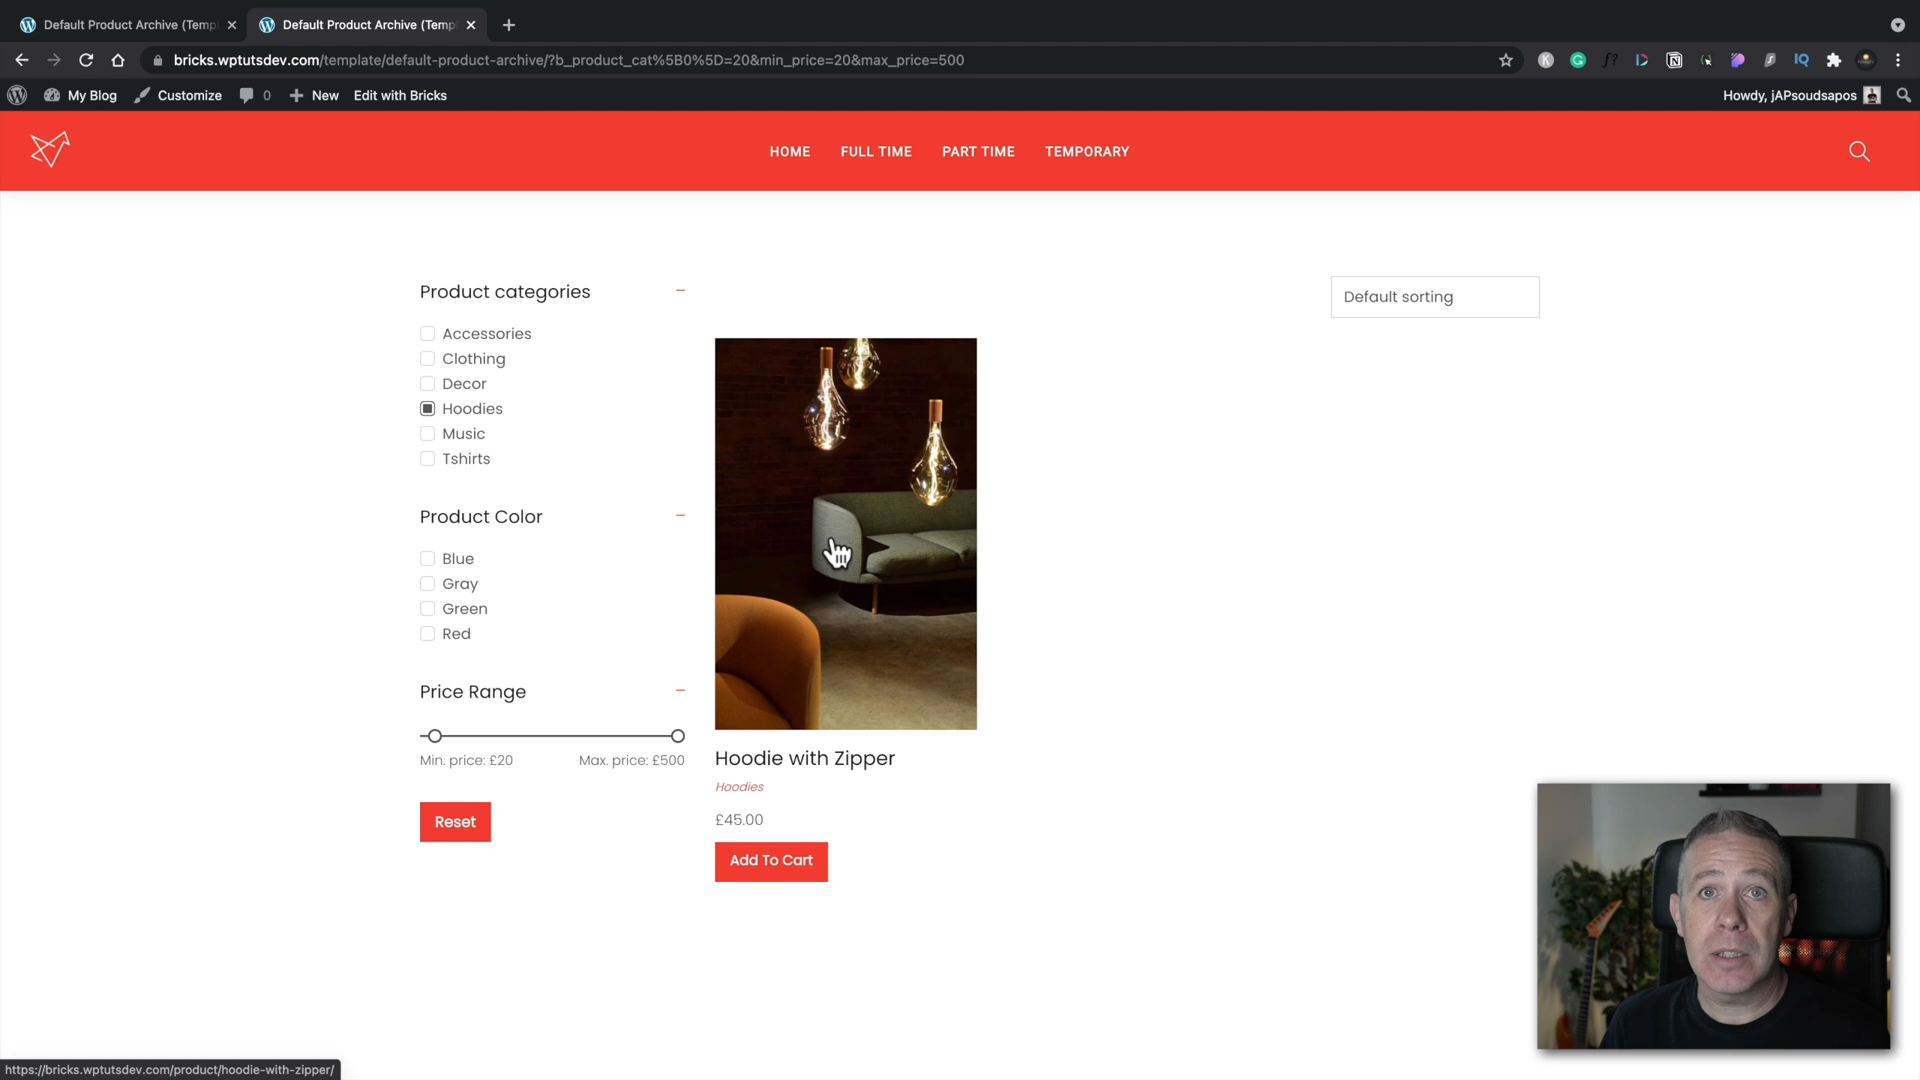 Default Product Archive (Temp
Default Product Archive (Temp
bricks.wptutsdev.com/template/default-product-archive/?b_product_cat%5B0%5D=20&min_price=20&max_price=500
My Blog Customize 0 New Edit with Bricks
Howdy, jAPsoudsapos
HOME FULL TIME PART TIME TEMPORARY
Product categories
Accessories
Clothing
Decor
Hoodies
Music
Tshirts
Product Color
Blue
Gray
Green
Red
Price Range
Min. price: £20 Max. price: £500
Reset
Default sorting
Hoodie with Zipper
Hoodies
£45.00
Add To Cart
https://bricks.wptutsdev.com/product/hoodie-with-zipper/